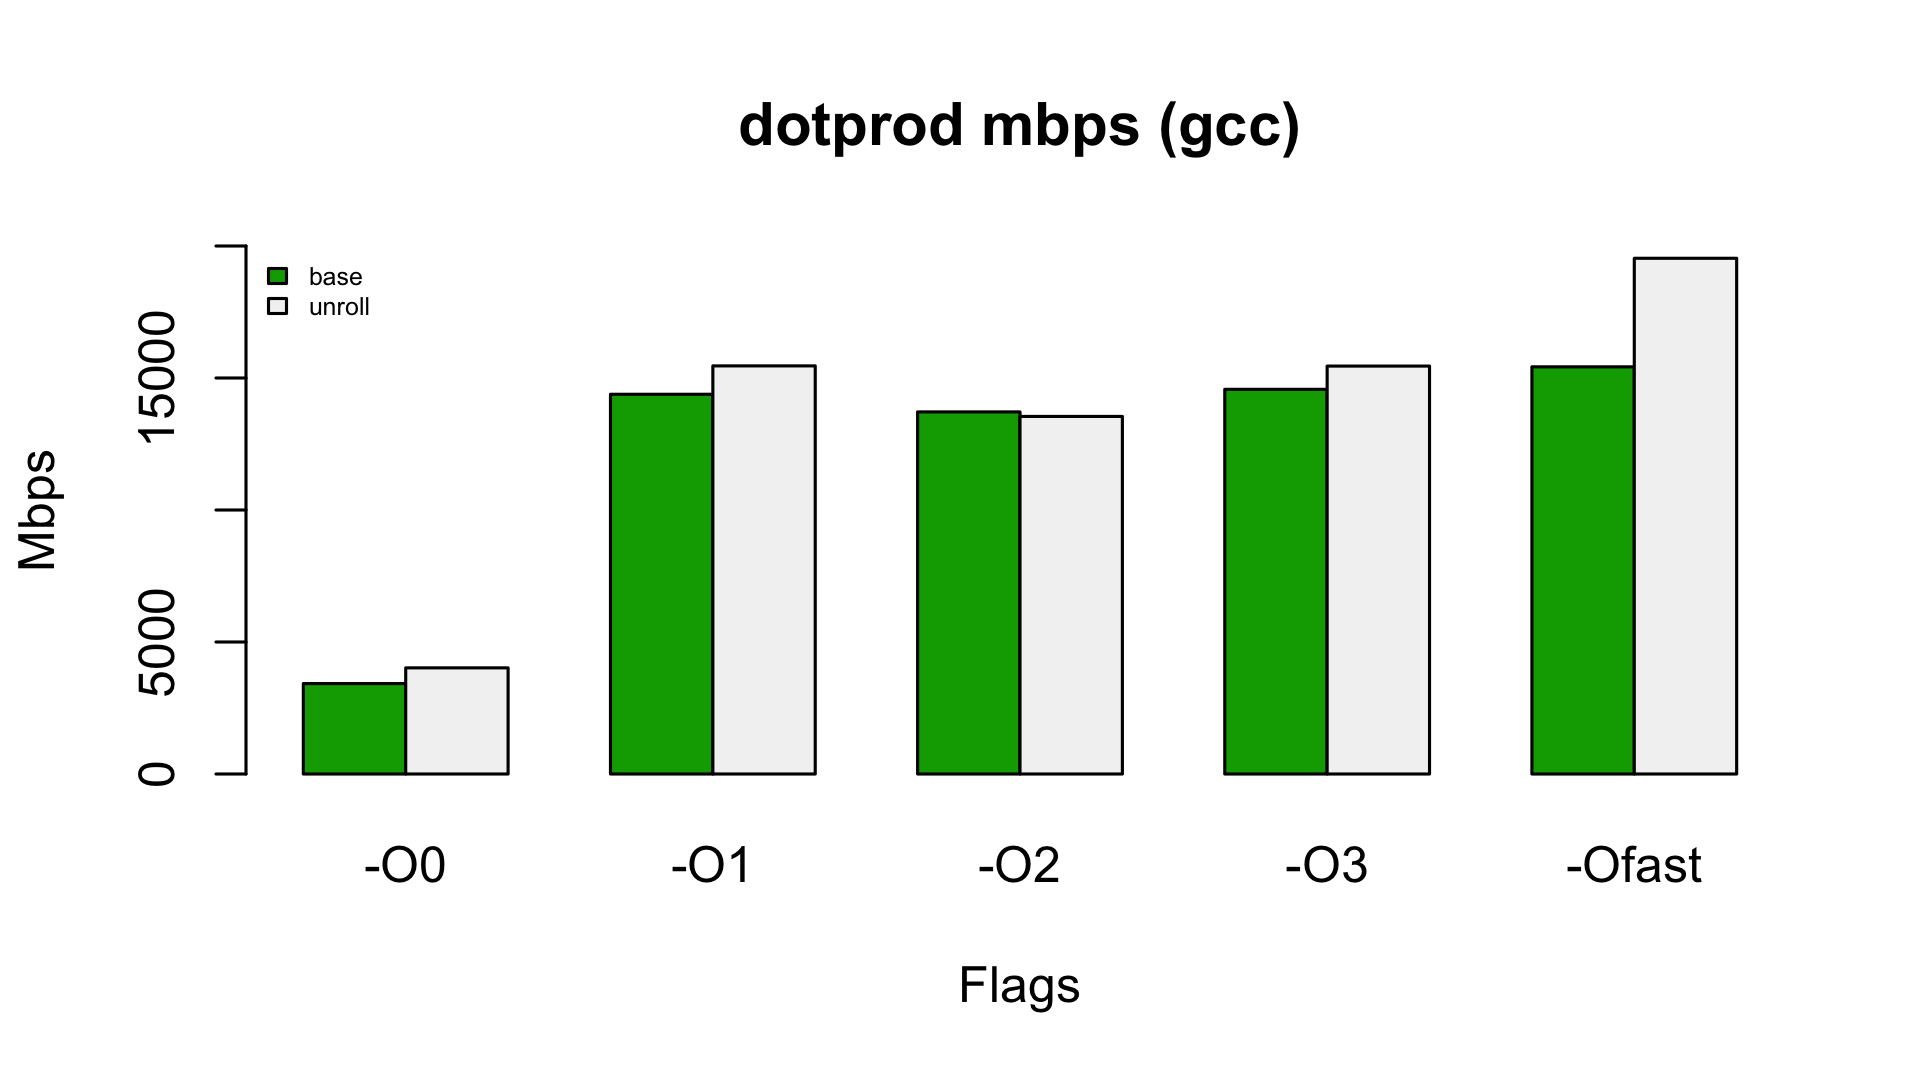 dotprod mbps (gcc)
base
unroll
Mbps
15000
5000
0
-O0 -O1 -O2 -O3 -Ofast
Flags